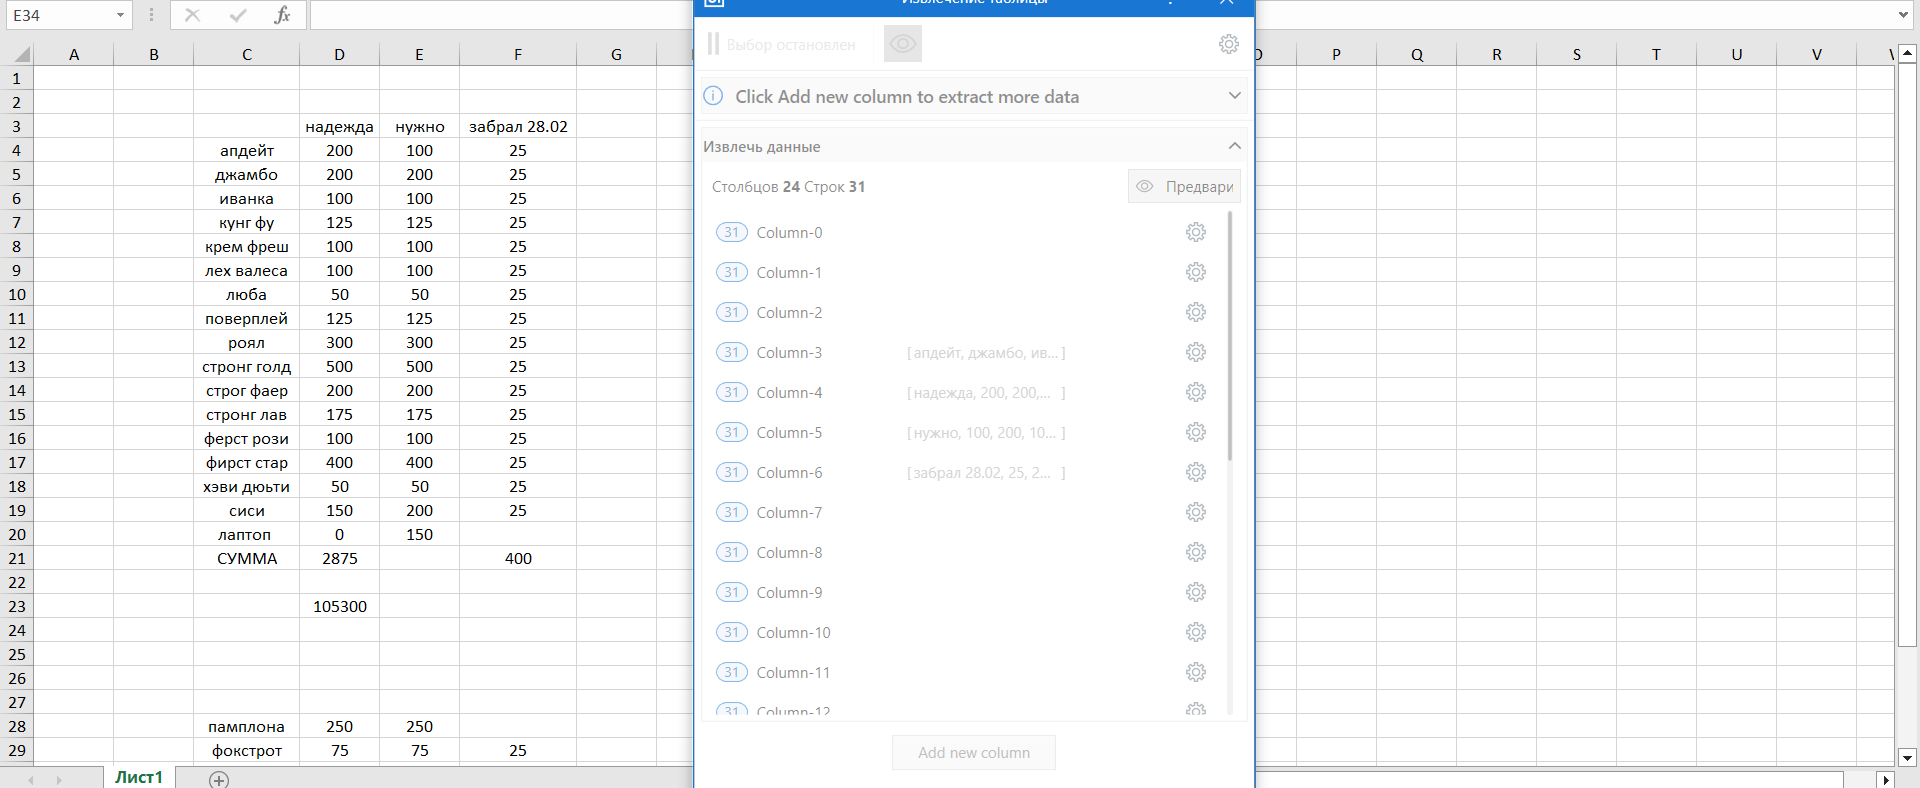 E34
fx
Извлечение таблицы
Выбор остановлен
Click Add new column to extract more data
Извлечь данные
Столбцов 24 Строк 31
Предвари
31 Column-0
31 Column-1
31 Column-2
31 Column-3 [апдейт, джамбо, ив... ]
31 Column-4 [надежда, 200, 200,... ]
31 Column-5 [нужно, 100, 200, 10... ]
31 Column-6 [забрал 28.02, 25, 2... ]
31 Column-7
31 Column-8
31 Column-9
31 Column-10
31 Column-11
31 Column-12
Add new column
A B C D E F G P Q R S T U V
1
2
3 надежда нужно забрал 28.02
4 апдейт 200 100 25
5 джамбо 200 200 25
6 иванка 100 100 25
7 кунг фу 125 125 25
8 крем фреш 100 100 25
9 лех валеса 100 100 25
10 люба 50 50 25
11 поверплей 125 125 25
12 роял 300 300 25
13 стронг голд 500 500 25
14 строг фаер 200 200 25
15 стронг лав 175 175 25
16 ферст рози 100 100 25
17 фирст стар 400 400 25
18 хэви дюьти 50 50 25
19 сиси 150 200 25
20 лаптоп 0 150
21 СУММА 2875 400
22
23 105300
24
25
26
27
28 памплона 250 250
29 фокстрот 75 75 25
Лист1